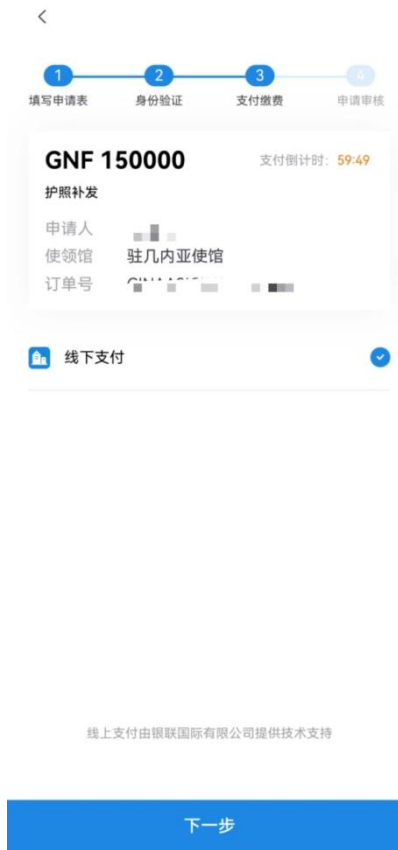 1 2 3 4
填写申请表 身份验证 支付缴费 申请审核
GNF 150000 支付倒计时: 59:49
护照补发
申请人
使领馆 驻几内亚使馆
订单号
线下支付
线上支付由银联国际有限公司提供技术支持
下一步